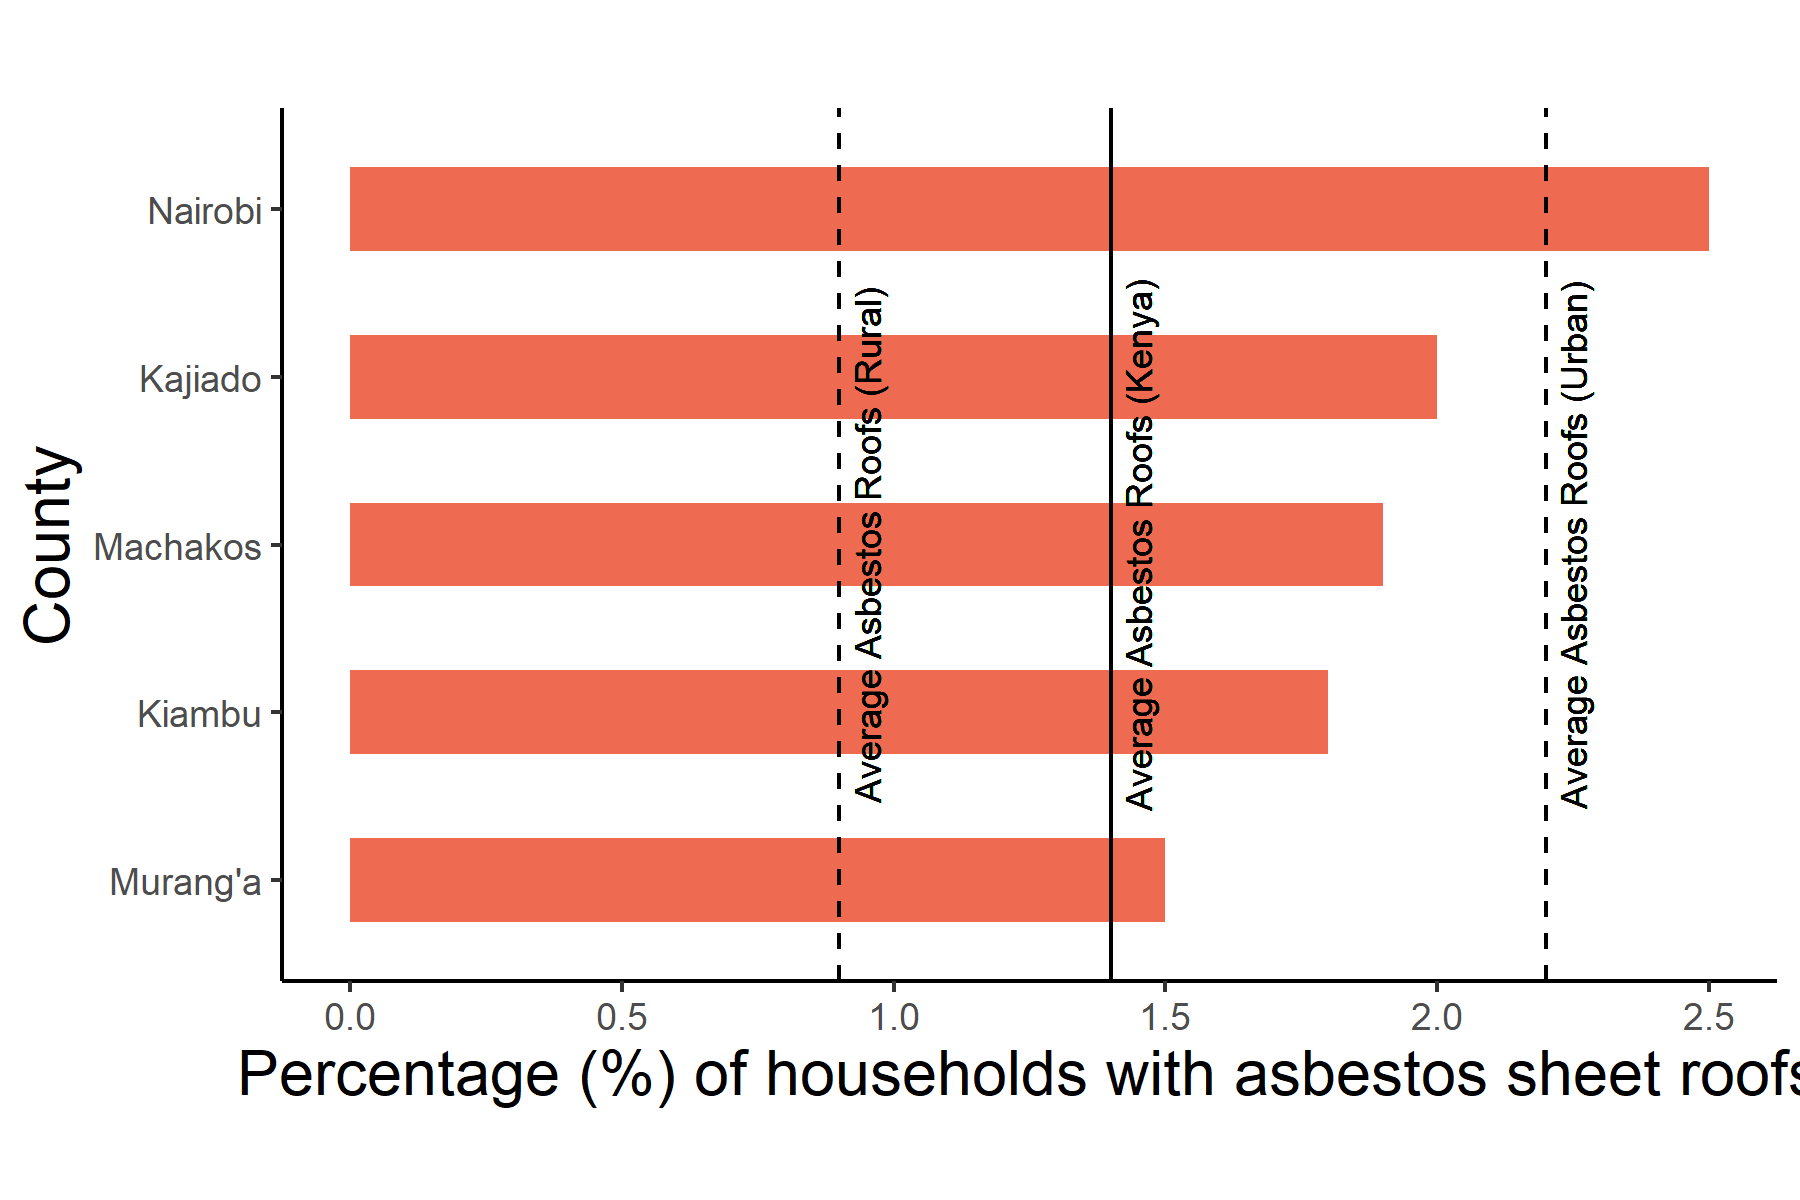 County
Nairobi
Kajiado
Machakos
Kiambu
Murang'a
Average Asbestos Roofs (Rural)
Average Asbestos Roofs (Kenya)
Average Asbestos Roofs (Urban)
0.0 0.5 1.0 1.5 2.0 2.5
Percentage (%) of households with asbestos sheet roofs